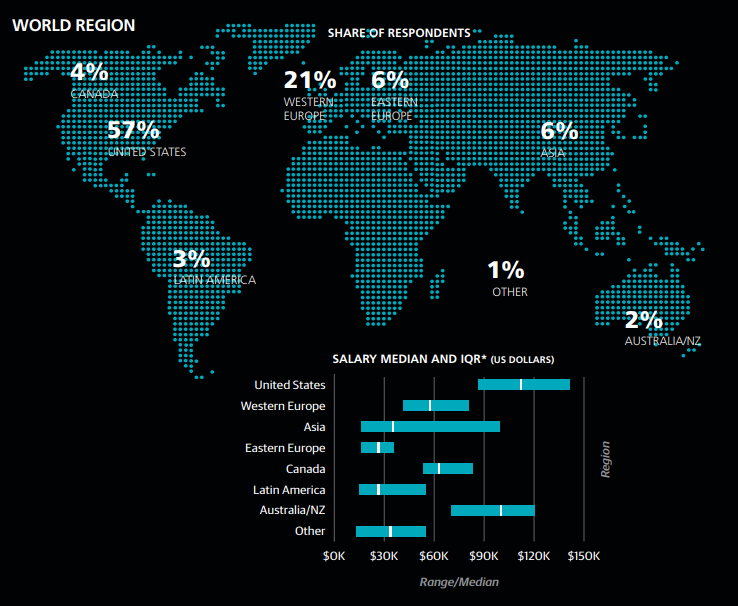 WORLD REGION
SHARE OF RESPONDENTS
4%
CANADA
21%
WESTERN
EUROPE
6%
EASTERN
EUROPE
57%
UNITED STATES
6%
ASIA
3%
LATIN AMERICA
1%
OTHER
2%
AUSTRALIA/NZ
SALARY MEDIAN AND IQR* (US DOLLARS)
United States
Western Europe
Asia
Eastern Europe
Canada
Latin America
Australia/NZ
Other
Region
$0K $30K $60K $90K $120K $150K
Range/Median